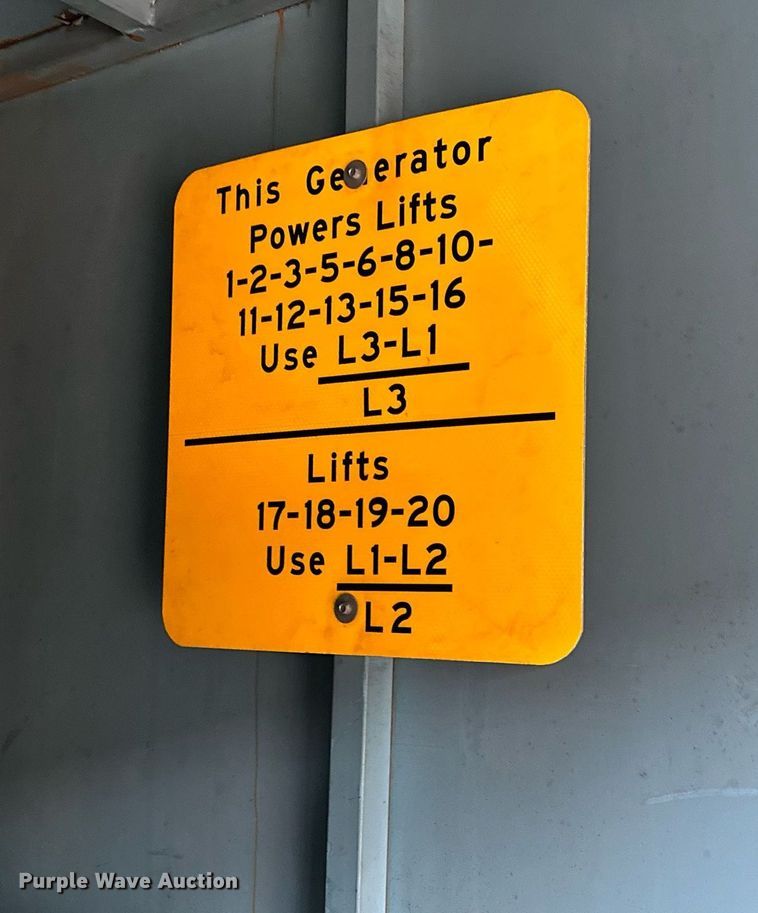 This Generator
Powers Lifts
1-2-3-5-6-8-10-
11-12-13-15-16
Use L3-L1
L3
Lifts
17-18-19-20
Use L1-L2
L2
Purple Wave Auction